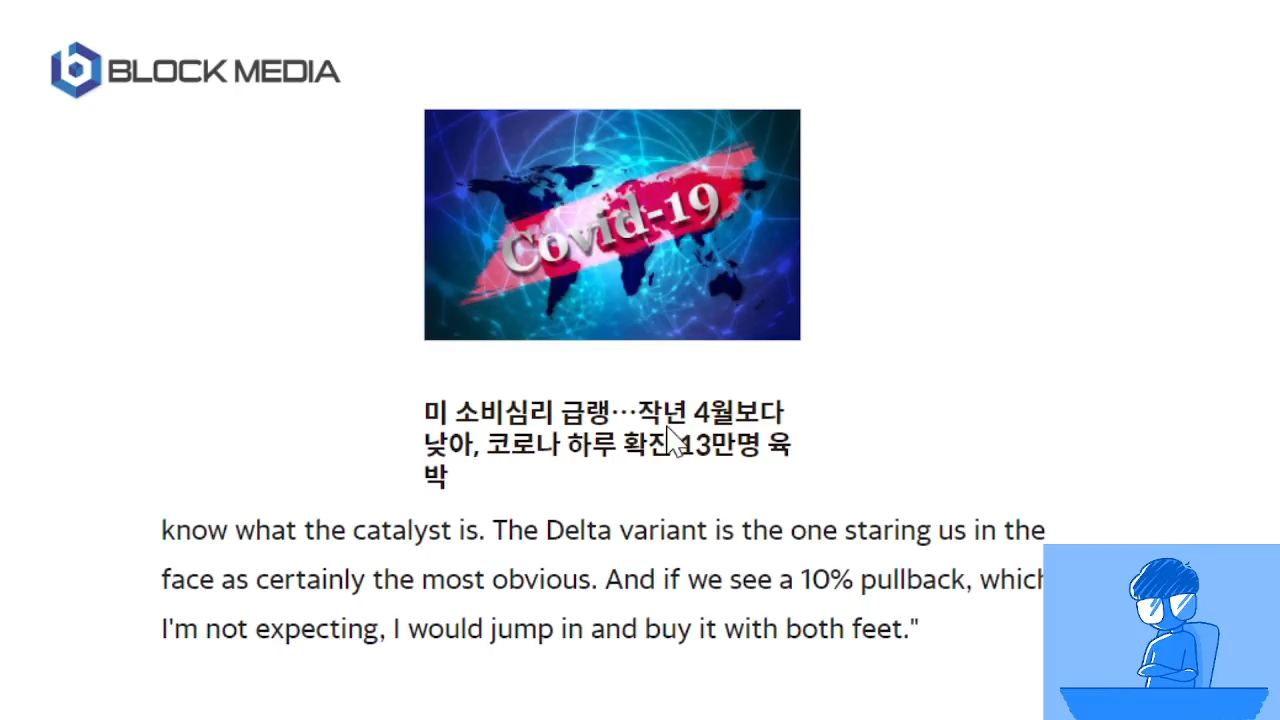 BLOCK MEDIA
Covid-19
미 소비심리 급랭…작년 4월보다
낮아, 코로나 하루 확진 13만명 육
박
know what the catalyst is. The Delta variant is the one staring us in the
face as certainly the most obvious. And if we see a 10% pullback, which
I'm not expecting, I would jump in and buy it with both feet."